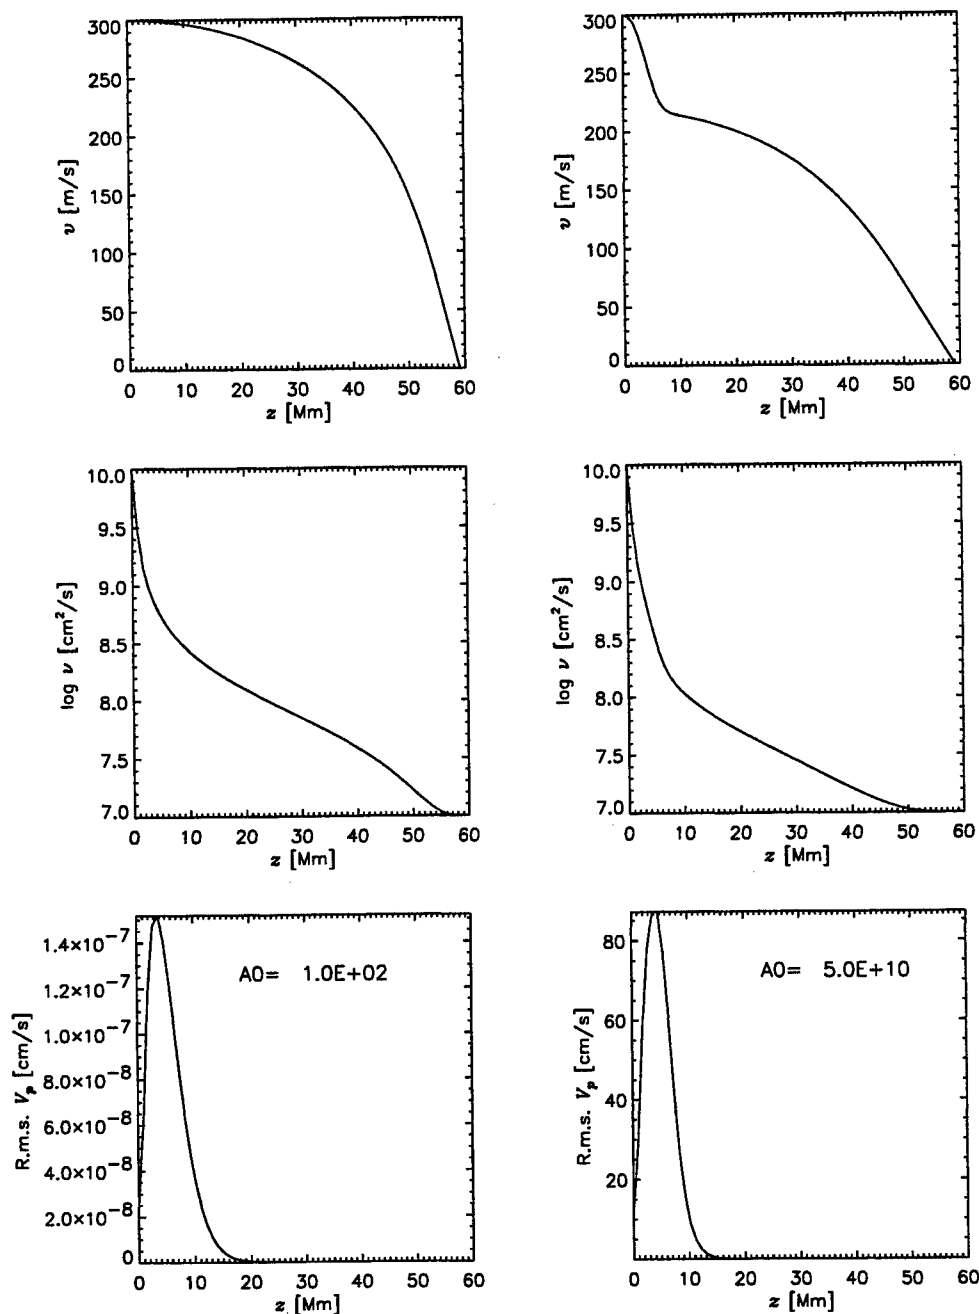 300
250
200
150
100
50
0
v [m/s]
0 10 20 30 40 50 60
z [Mm]
300
250
200
150
100
50
0
v [m/s]
0 10 20 30 40 50 60
z [Mm]
10.0
9.5
9.0
8.5
8.0
7.5
7.0
log ν [cm²/s]
0 10 20 30 40 50 60
z [Mm]
10.0
9.5
9.0
8.5
8.0
7.5
7.0
log ν [cm²/s]
0 10 20 30 40 50 60
z [Mm]
1.4×10⁻⁷
1.2×10⁻⁷
1.0×10⁻⁷
8.0×10⁻⁸
6.0×10⁻⁸
4.0×10⁻⁸
2.0×10⁻⁸
0
R.m.s. Vₚ [cm/s]
A0= 1.0E+02
0 10 20 30 40 50 60
z [Mm]
80
60
40
20
R.m.s. Vₚ [cm/s]
A0= 5.0E+10
0 10 20 30 40 50 60
z [Mm]